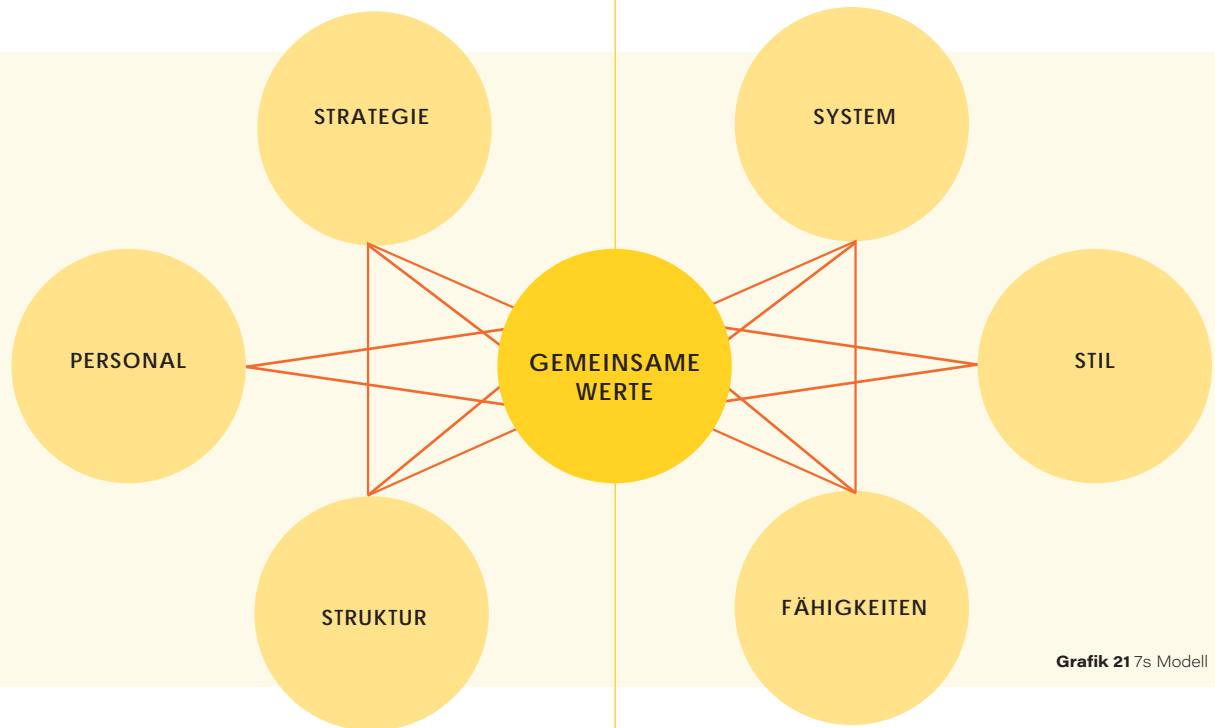 STRATEGIE
SYSTEM
PERSONAL
GEMEINSAME
WERTE
STIL
STRUKTUR
FÄHIGKEITEN
Grafik 21 7s Modell